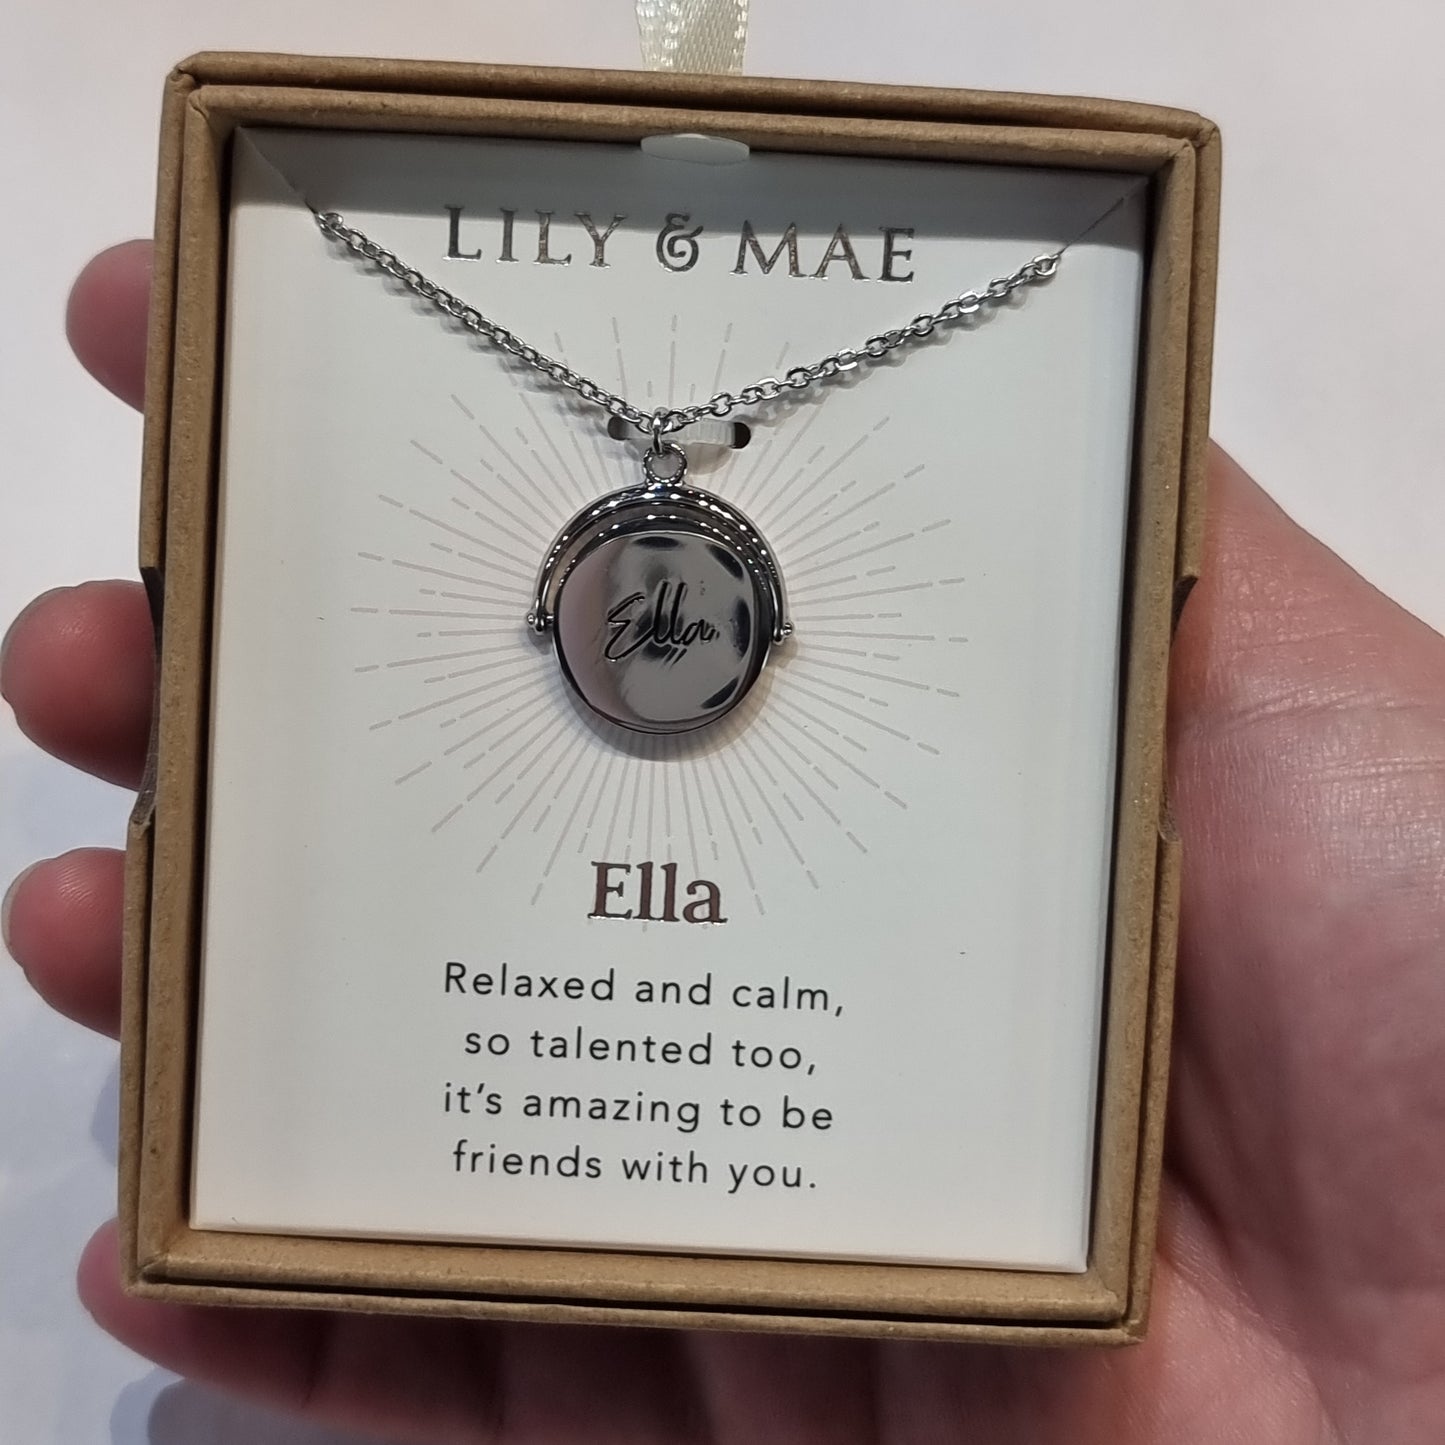 LILY & MAE
Ella
Ella
Relaxed and calm,
so talented too,
it's amazing to be
friends with you.